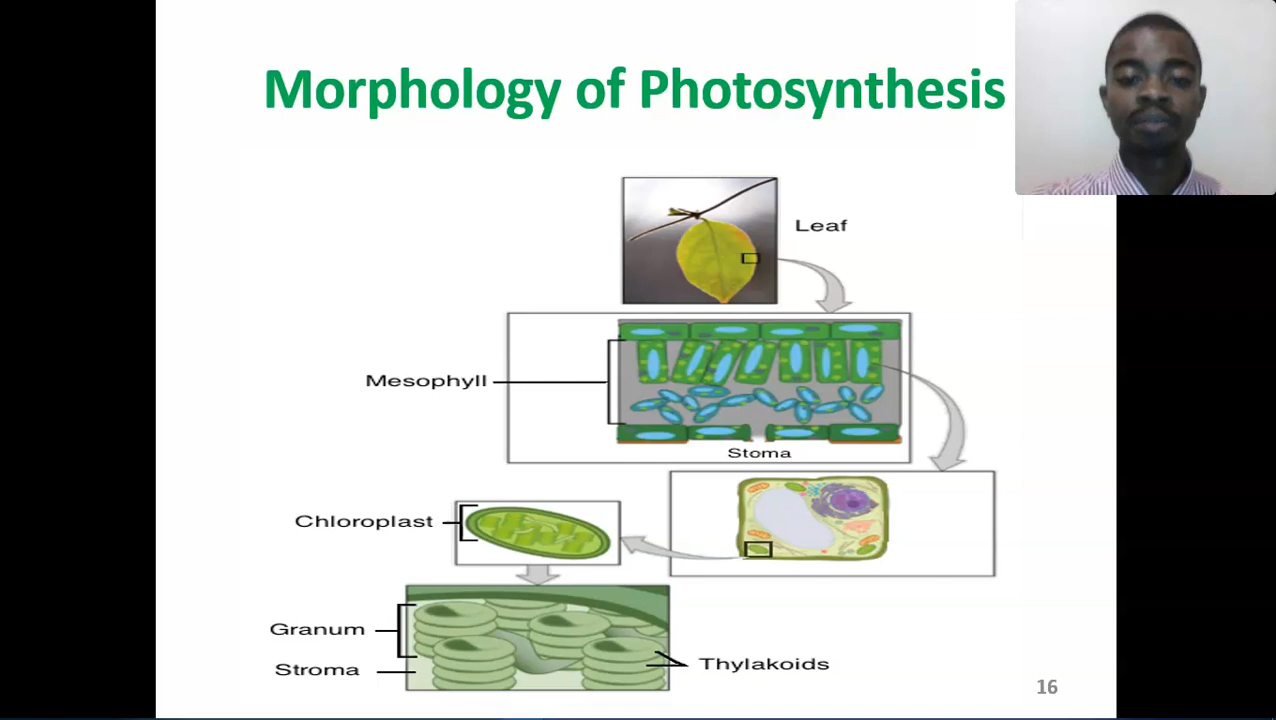 Morphology of Photosynthesis
Leaf
Mesophyll
Stoma
Chloroplast
Granum
Stroma
Thylakoids
16